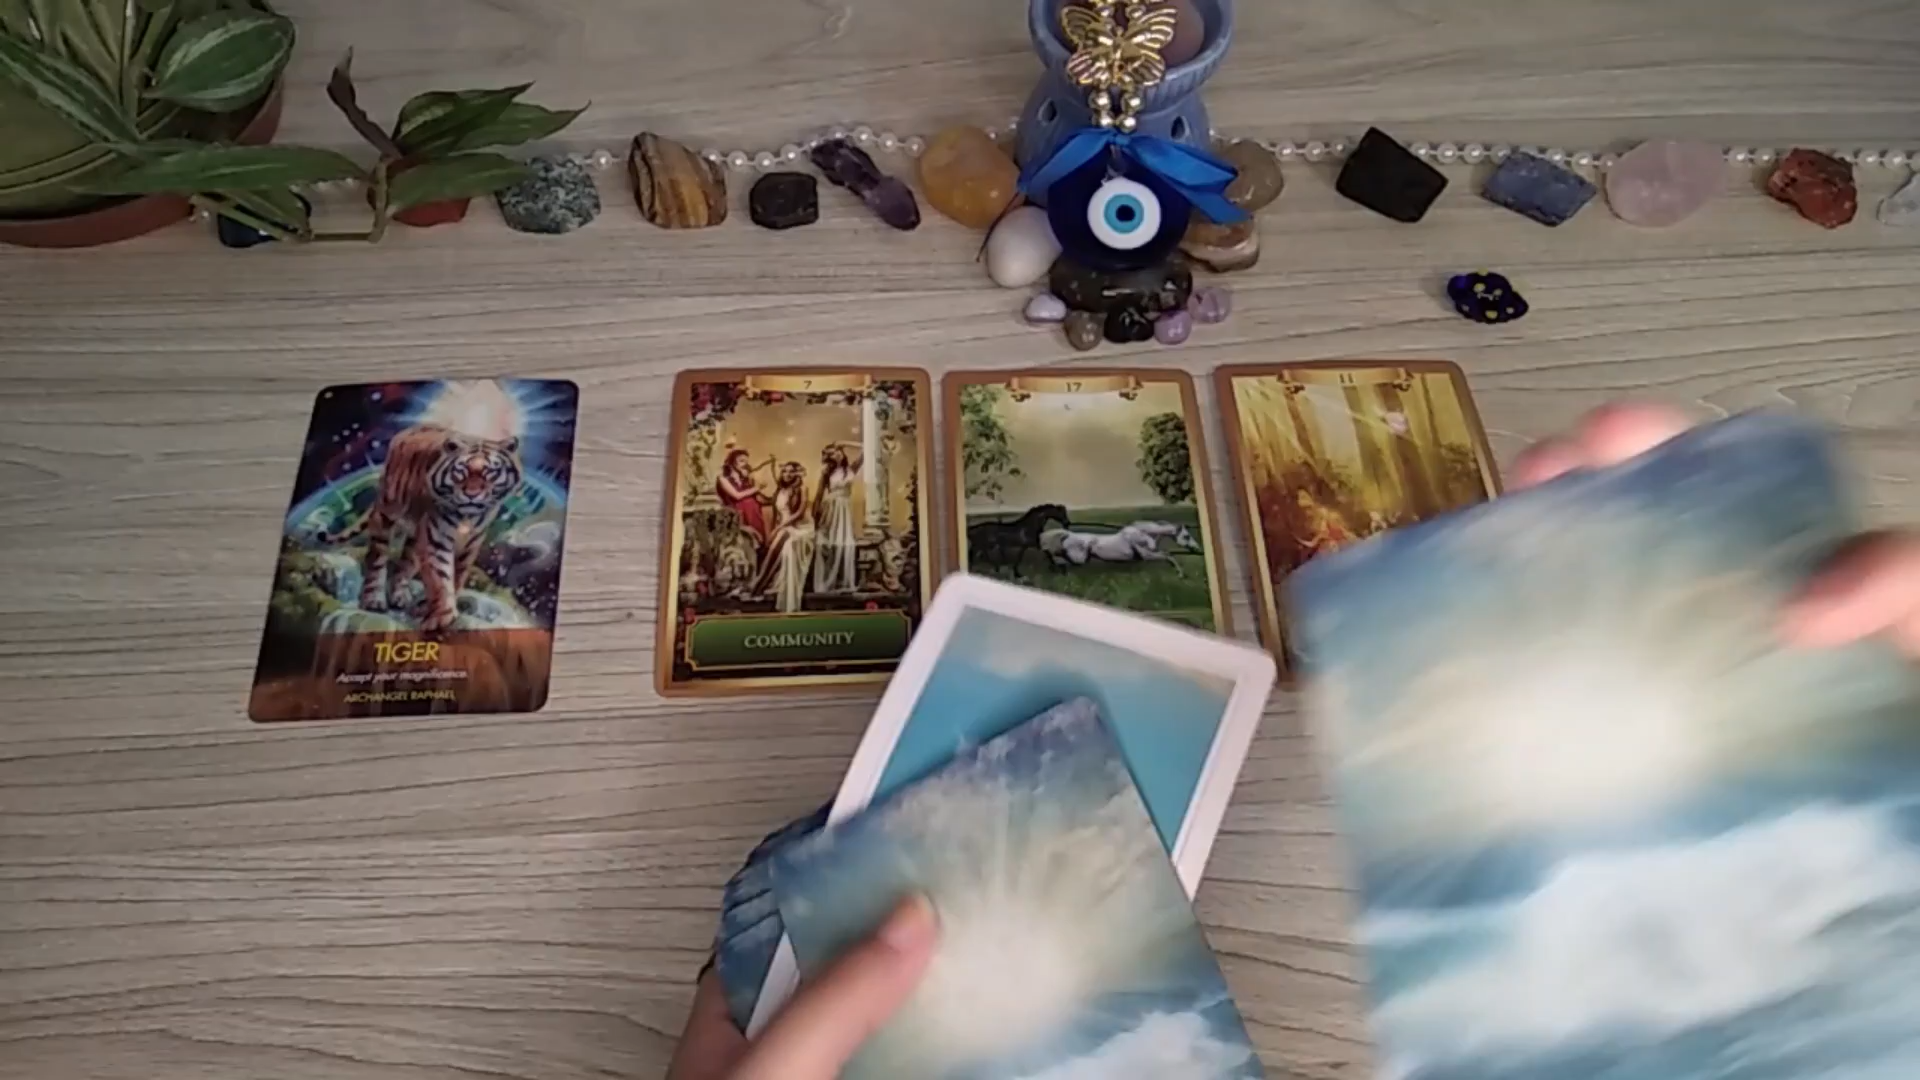 TIGER
Accept your magnificence.
ARCHANGEL RAPHAEL
7
COMMUNITY
17
11